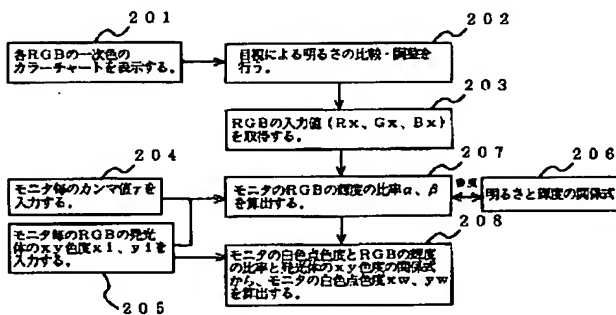 201
各RGBの一次色の
カラーチャートを表示する。
202
目視による明るさの比較・調整を
行う。
203
RGBの入力値(Rx、Gx、Bx)
を取得する。
204
モニタ毎のカンマ値γを
入力する。
207
モニタのRGBの輝度の比率α、β
を算出する。
206
明るさと輝度の関係式
モニタ毎のRGBの発光
体のxy色度xi、yiを
入力する。
205
208
モニタの白色点色度とRGBの輝度
の比率と発光体のxy色度の関係式
から、モニタの白色点色度xw、yw
を算出する。